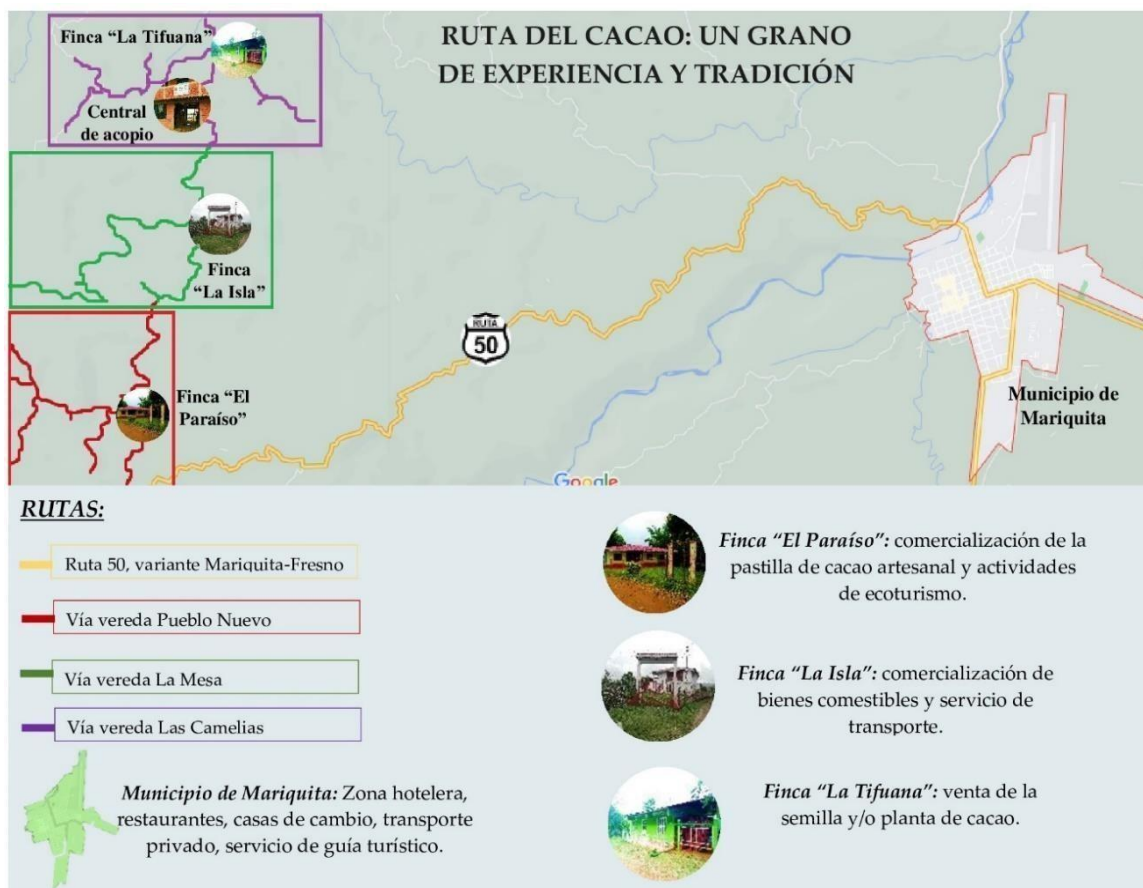 RUTA DEL CACAO: UN GRANO
DE EXPERIENCIA Y TRADICIÓN
Finca “La Tifuana”
Central
de acopio
Finca
“La Isla”
Finca “El
Paraíso”
RUTA
50
Municipio de
Mariquita
Google
RUTAS:
Ruta 50, variante Mariquita-Fresno
Vía vereda Pueblo Nuevo
Vía vereda La Mesa
Vía vereda Las Camelias
Municipio de Mariquita: Zona hotelera,
restaurantes, casas de cambio, transporte
privado, servicio de guía turístico.
Finca “El Paraíso”: comercialización de la
pastilla de cacao artesanal y actividades
de ecoturismo.
Finca “La Isla”: comercialización de
bienes comestibles y servicio de
transporte.
Finca “La Tifuana”: venta de la
semilla y/o planta de cacao.